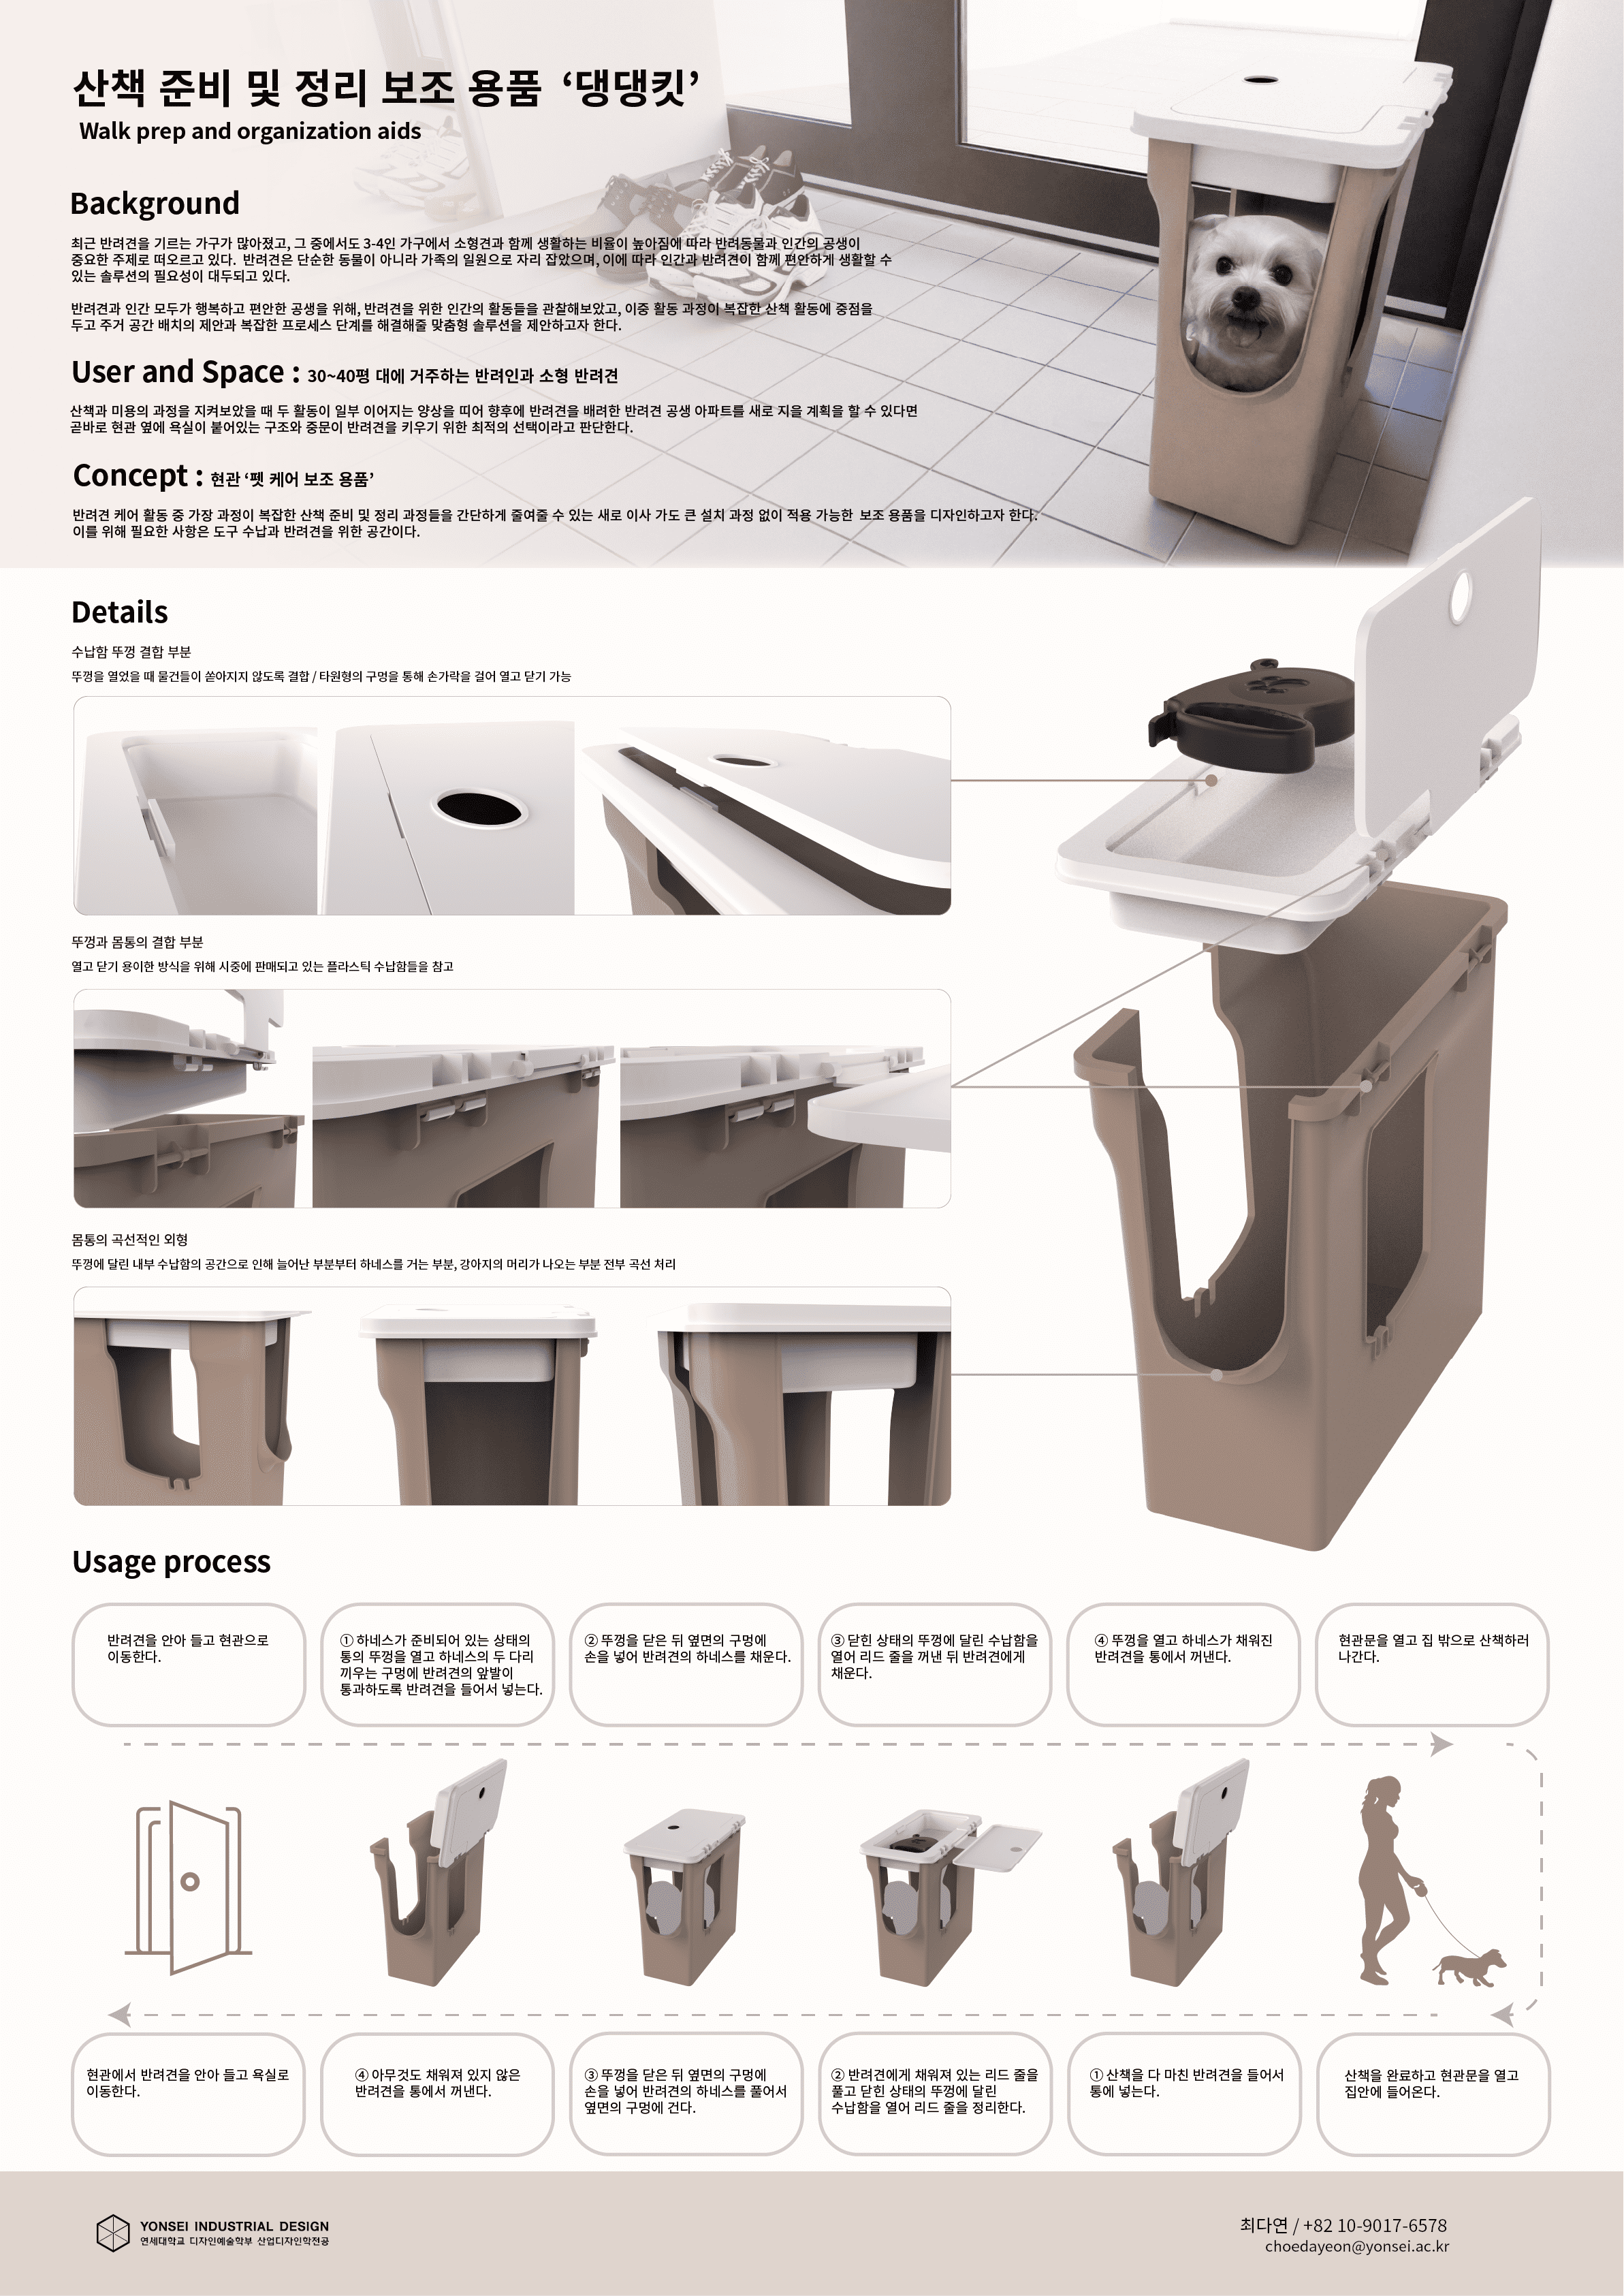 산책 준비 및 정리 보조 용품 ‘댕댕킷’
Walk prep and organization aids
Background
최근 반려견을 기르는 가구가 많아졌고, 그 중에서도 3-4인 가구에서 소형견과 함께 생활하는 비율이 높아짐에 따라 반려동물과 인간의 공생이
중요한 주제로 떠오르고 있다. 반려견은 단순한 동물이 아니라 가족의 일원으로 자리 잡았으며, 이에 따라 인간과 반려견이 함께 편안하게 생활할 수
있는 솔루션의 필요성이 대두되고 있다.
반려견과 인간 모두가 행복하고 편안한 공생을 위해, 반려견을 위한 인간의 활동들을 관찰해보았고, 이중 활동 과정이 복잡한 산책 활동에 중점을
두고 주거 공간 배치의 제안과 복잡한 프로세스 단계를 해결해줄 맞춤형 솔루션을 제안하고자 한다.
User and Space : 30~40평 대에 거주하는 반려인과 소형 반려견
산책과 미용의 과정을 지켜보았을 때 두 활동이 일부 이어지는 양상을 띠어 향후에 반려견을 배려한 반려견 공생 아파트를 새로 지을 계획을 할 수 있다면
곧바로 현관 옆에 욕실이 붙어있는 구조와 중문이 반려견을 키우기 위한 최적의 선택이라고 판단한다.
Concept : 현관 ‘펫 케어 보조 용품’
반려견 케어 활동 중 가장 과정이 복잡한 산책 준비 및 정리 과정들을 간단하게 줄여줄 수 있는 새로 이사 가도 큰 설치 과정 없이 적용 가능한 보조 용품을 디자인하고자 한다.
이를 위해 필요한 사항은 도구 수납과 반려견을 위한 공간이다.
Details
수납함 뚜껑 결합 부분
뚜껑을 열었을 때 물건들이 쏟아지지 않도록 결합 / 타원형의 구멍을 통해 손가락을 걸어 열고 닫기 가능
뚜껑과 몸통의 결합 부분
열고 닫기 용이한 방식을 위해 시중에 판매되고 있는 플라스틱 수납함들을 참고
몸통의 곡선적인 외형
뚜껑에 달린 내부 수납함의 공간으로 인해 늘어난 부분부터 하네스를 거는 부분, 강아지의 머리가 나오는 부분 전부 곡선 처리
Usage process
반려견을 안아 들고 현관으로
이동한다.
① 하네스가 준비되어 있는 상태의
통의 뚜껑을 열고 하네스의 두 다리
끼우는 구멍에 반려견의 앞발이
통과하도록 반려견을 들어서 넣는다.
② 뚜껑을 닫은 뒤 옆면의 구멍에
손을 넣어 반려견의 하네스를 채운다.
③ 닫힌 상태의 뚜껑에 달린 수납함을
열어 리드 줄을 꺼낸 뒤 반려견에게
채운다.
④ 뚜껑을 열고 하네스가 채워진
반려견을 통에서 꺼낸다.
현관문을 열고 집 밖으로 산책하러
나간다.
현관에서 반려견을 안아 들고 욕실로
이동한다.
④ 아무것도 채워져 있지 않은
반려견을 통에서 꺼낸다.
③ 뚜껑을 닫은 뒤 옆면의 구멍에
손을 넣어 반려견의 하네스를 풀어서
옆면의 구멍에 건다.
② 반려견에게 채워져 있는 리드 줄을
풀고 닫힌 상태의 뚜껑에 달린
수납함을 열어 리드 줄을 정리한다.
① 산책을 다 마친 반려견을 들어서
통에 넣는다.
산책을 완료하고 현관문을 열고
집안에 들어온다.
YONSEI INDUSTRIAL DESIGN
연세대학교 디자인예술학부 산업디자인학전공
최다연 / +82 10-9017-6578
choedayeon@yonsei.ac.kr